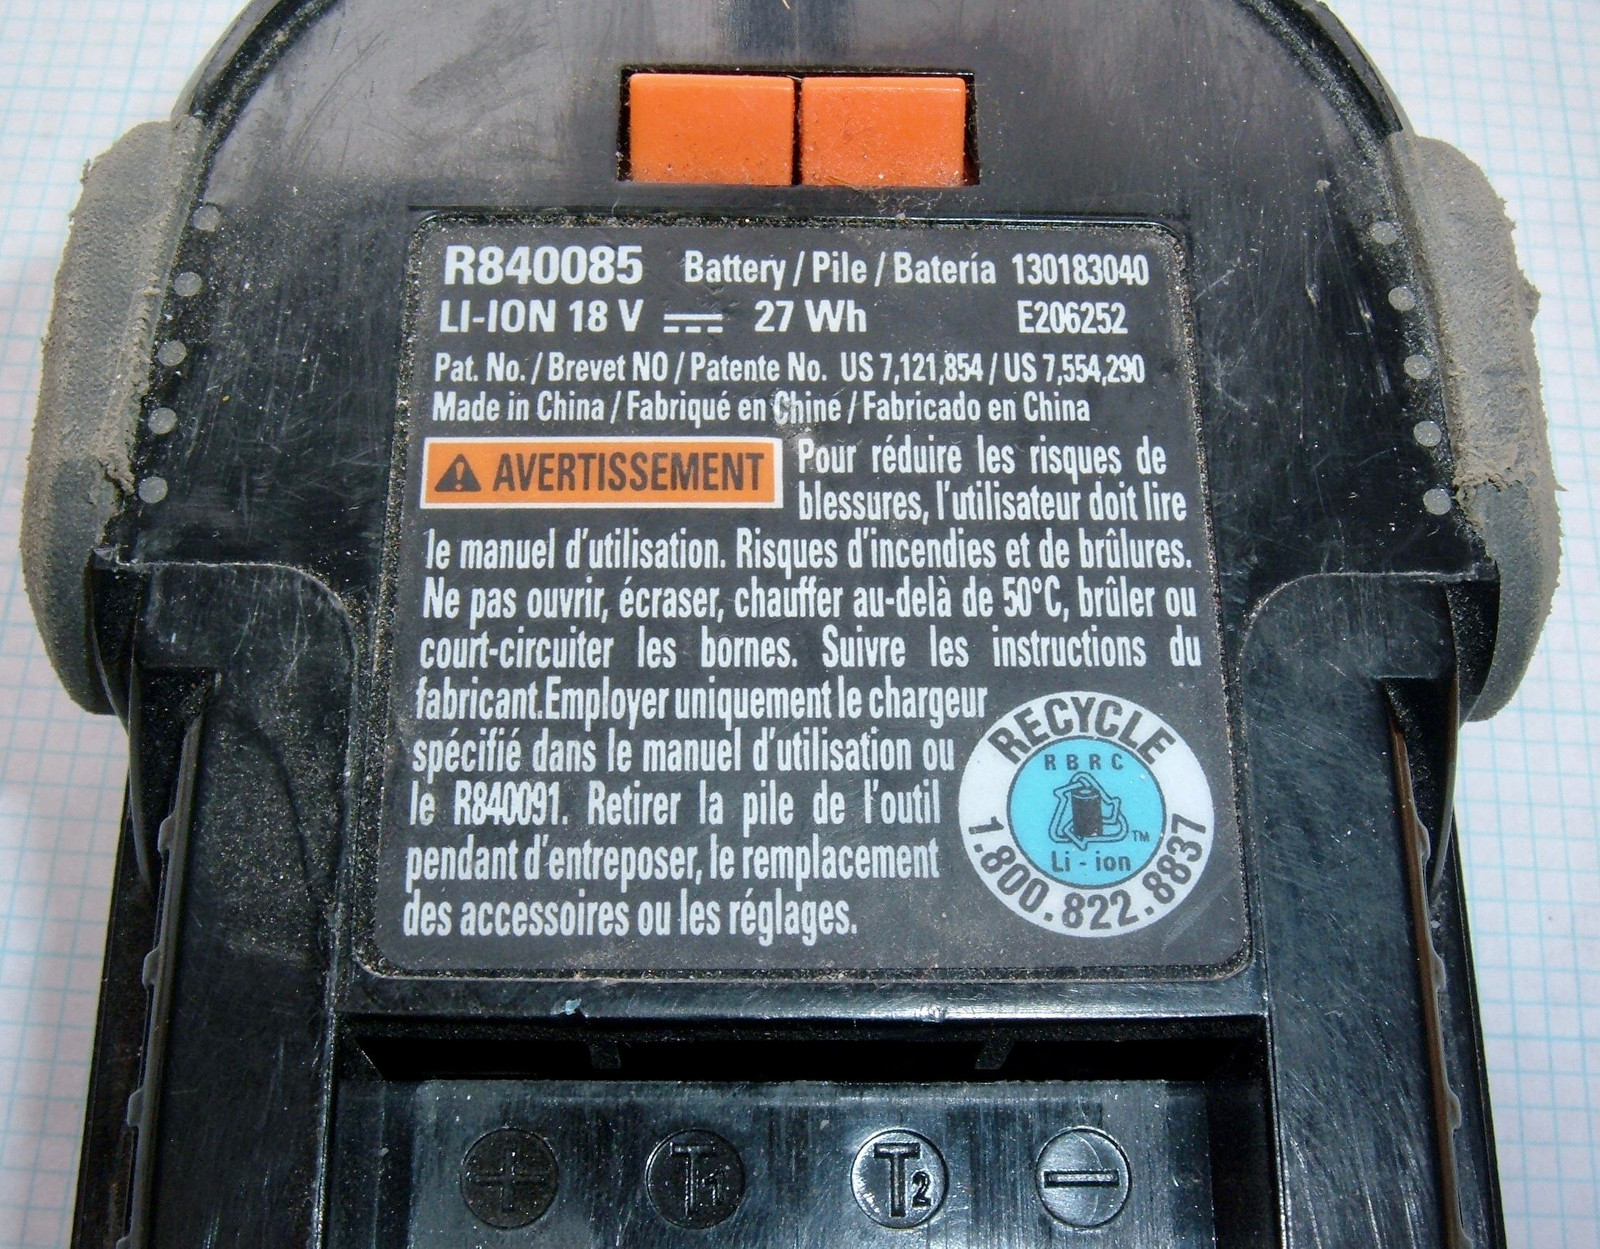 R840085 Battery / Pile / Batería 130183040
LI-ION 18 V 27 Wh E206252
Pat. No. / Brevet NO / Patente No. US 7,121,854 / US 7,554,290
Made in China / Fabriqué en Chine / Fabricado en China
AVERTISSEMENT Pour réduire les risques de
blessures, l'utilisateur doit lire
le manuel d'utilisation. Risques d'incendies et de brûlures.
Ne pas ouvrir, écraser, chauffer au-delà de 50°C, brûler ou
court-circuiter les bornes. Suivre les instructions du
fabricant.Employer uniquement le chargeur
spécifié dans le manuel d'utilisation ou
le R840091. Retirer la pile de l'outil
pendant d'entreposer, le remplacement
des accessoires ou les réglages.
RECYCLE
RBRC
TM
Li-ion
1.800.822.8837
+ T1 T2 −